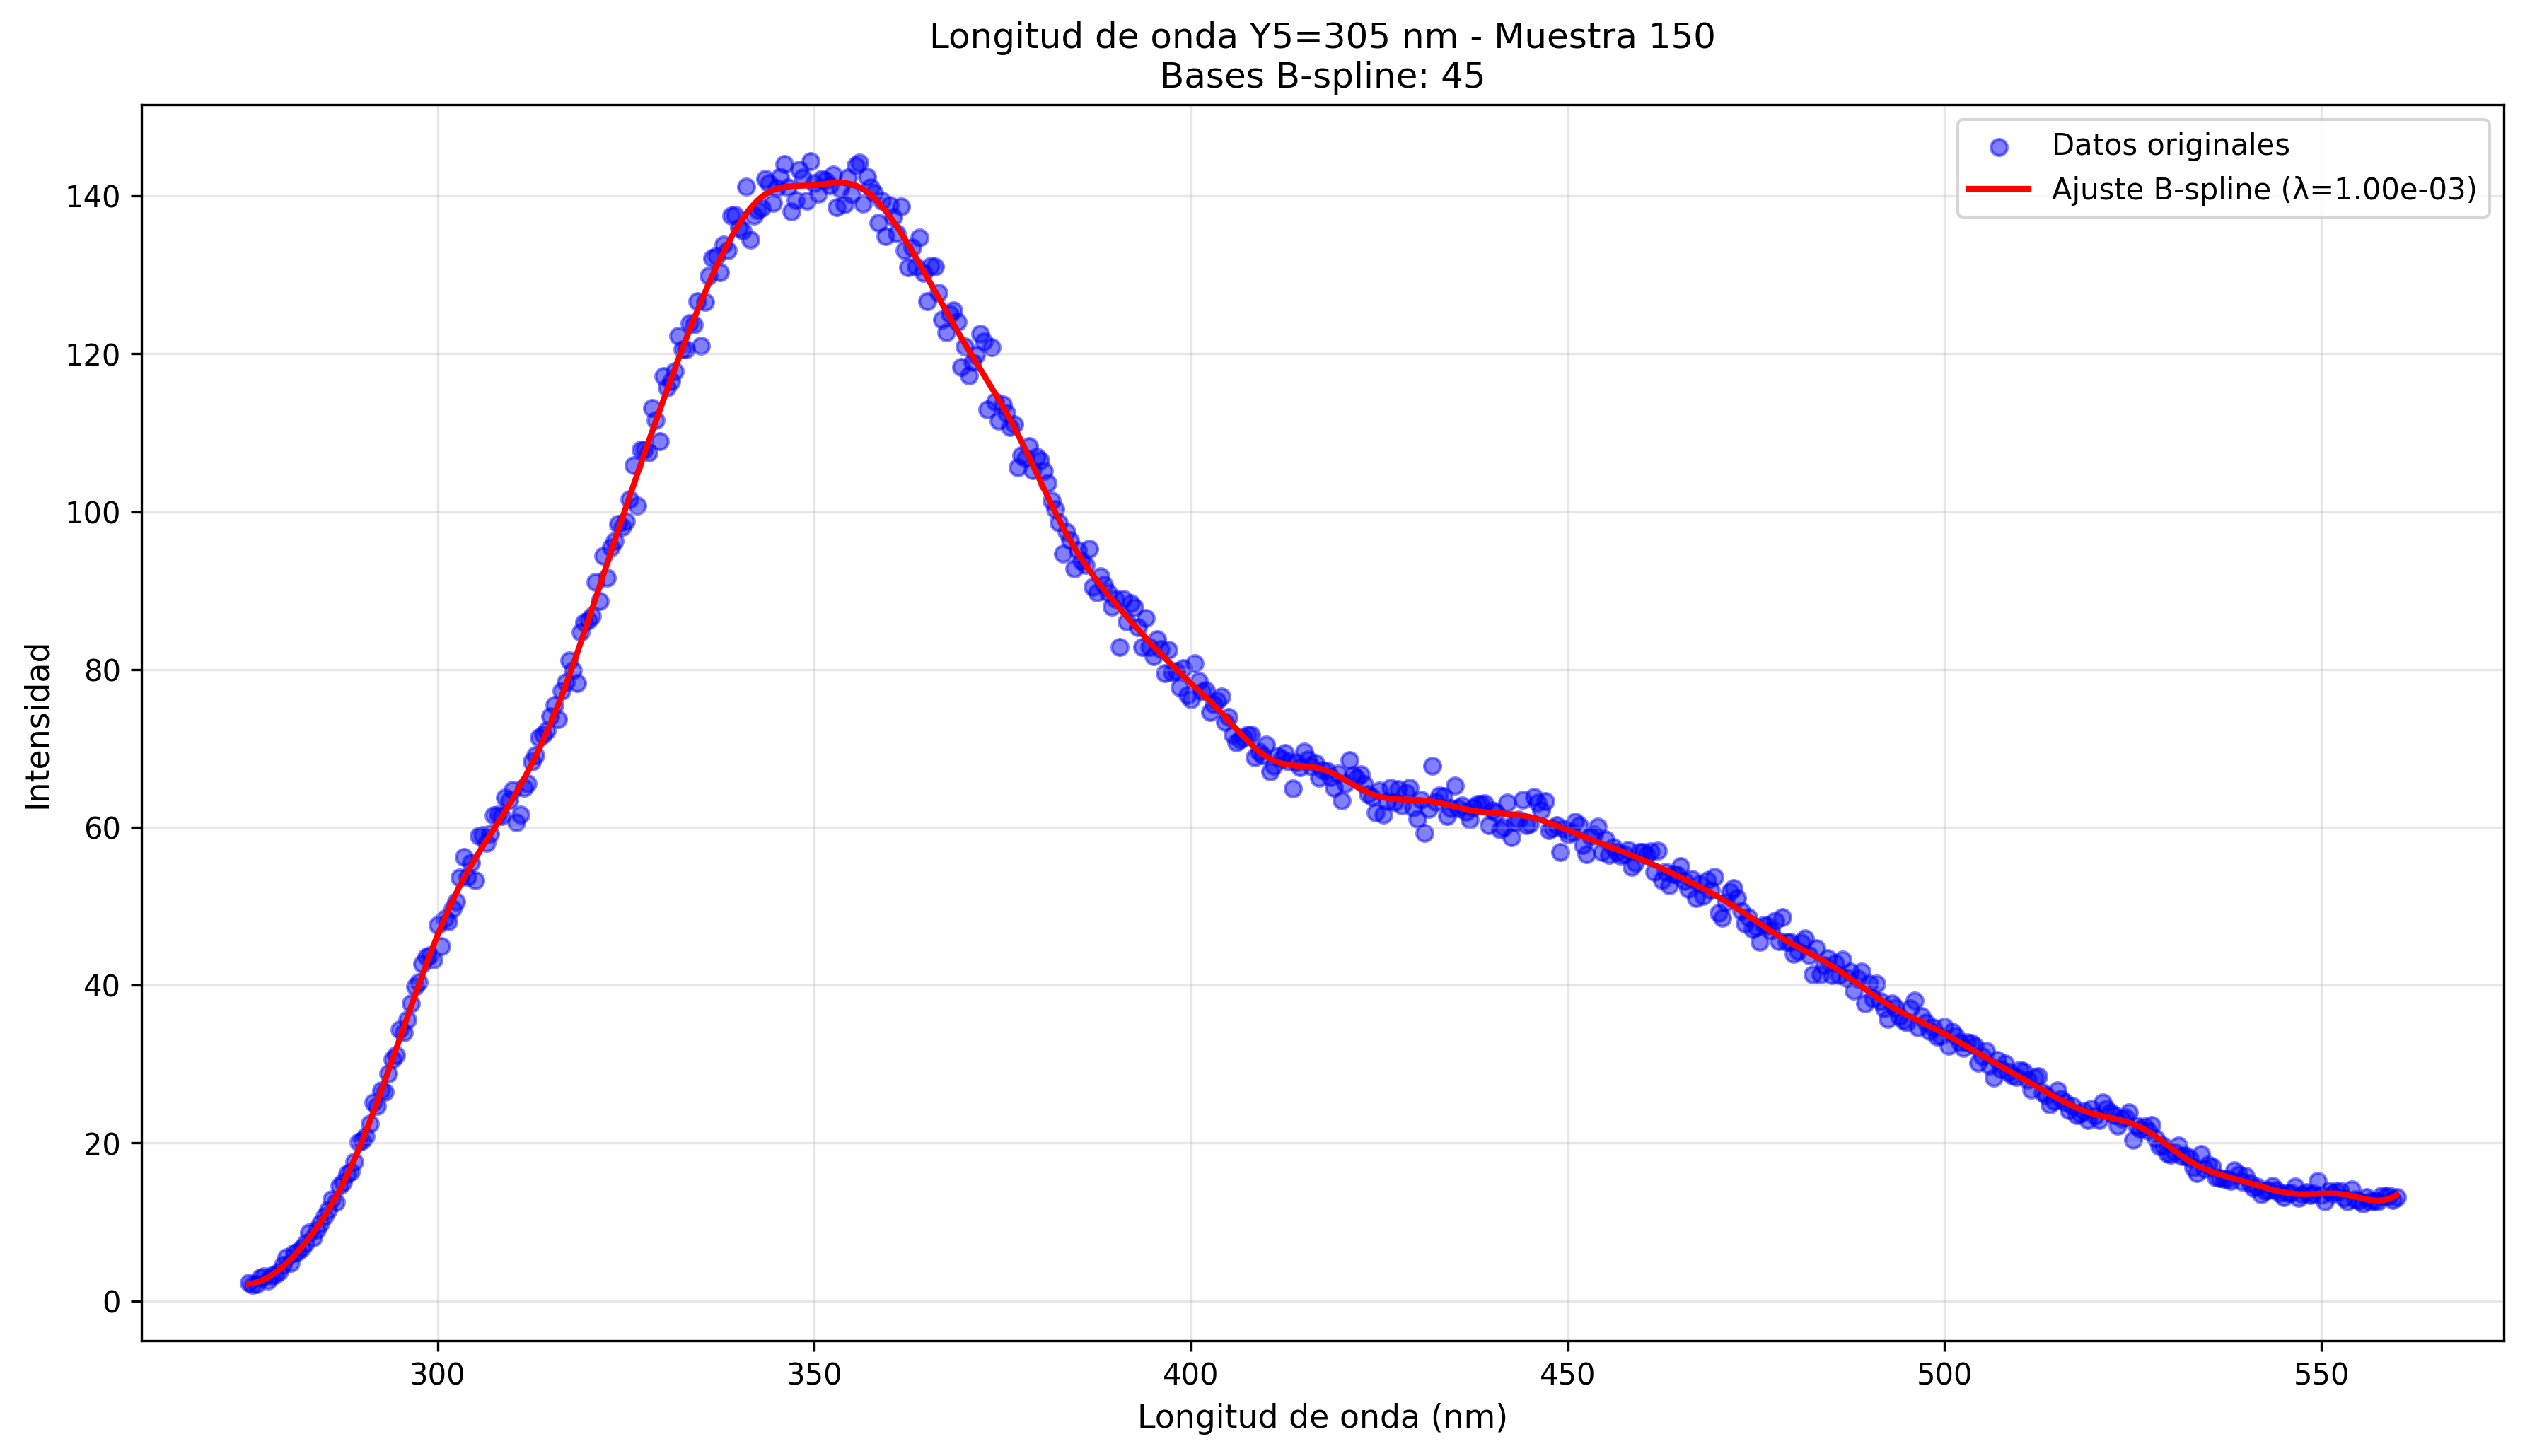 Longitud de onda Y5=305 nm - Muestra 150
Bases B-spline: 45
Datos originales
Ajuste B-spline (λ=1.00e-03)
Intensidad
140
120
100
80
60
40
20
0
300 350 400 450 500 550
Longitud de onda (nm)